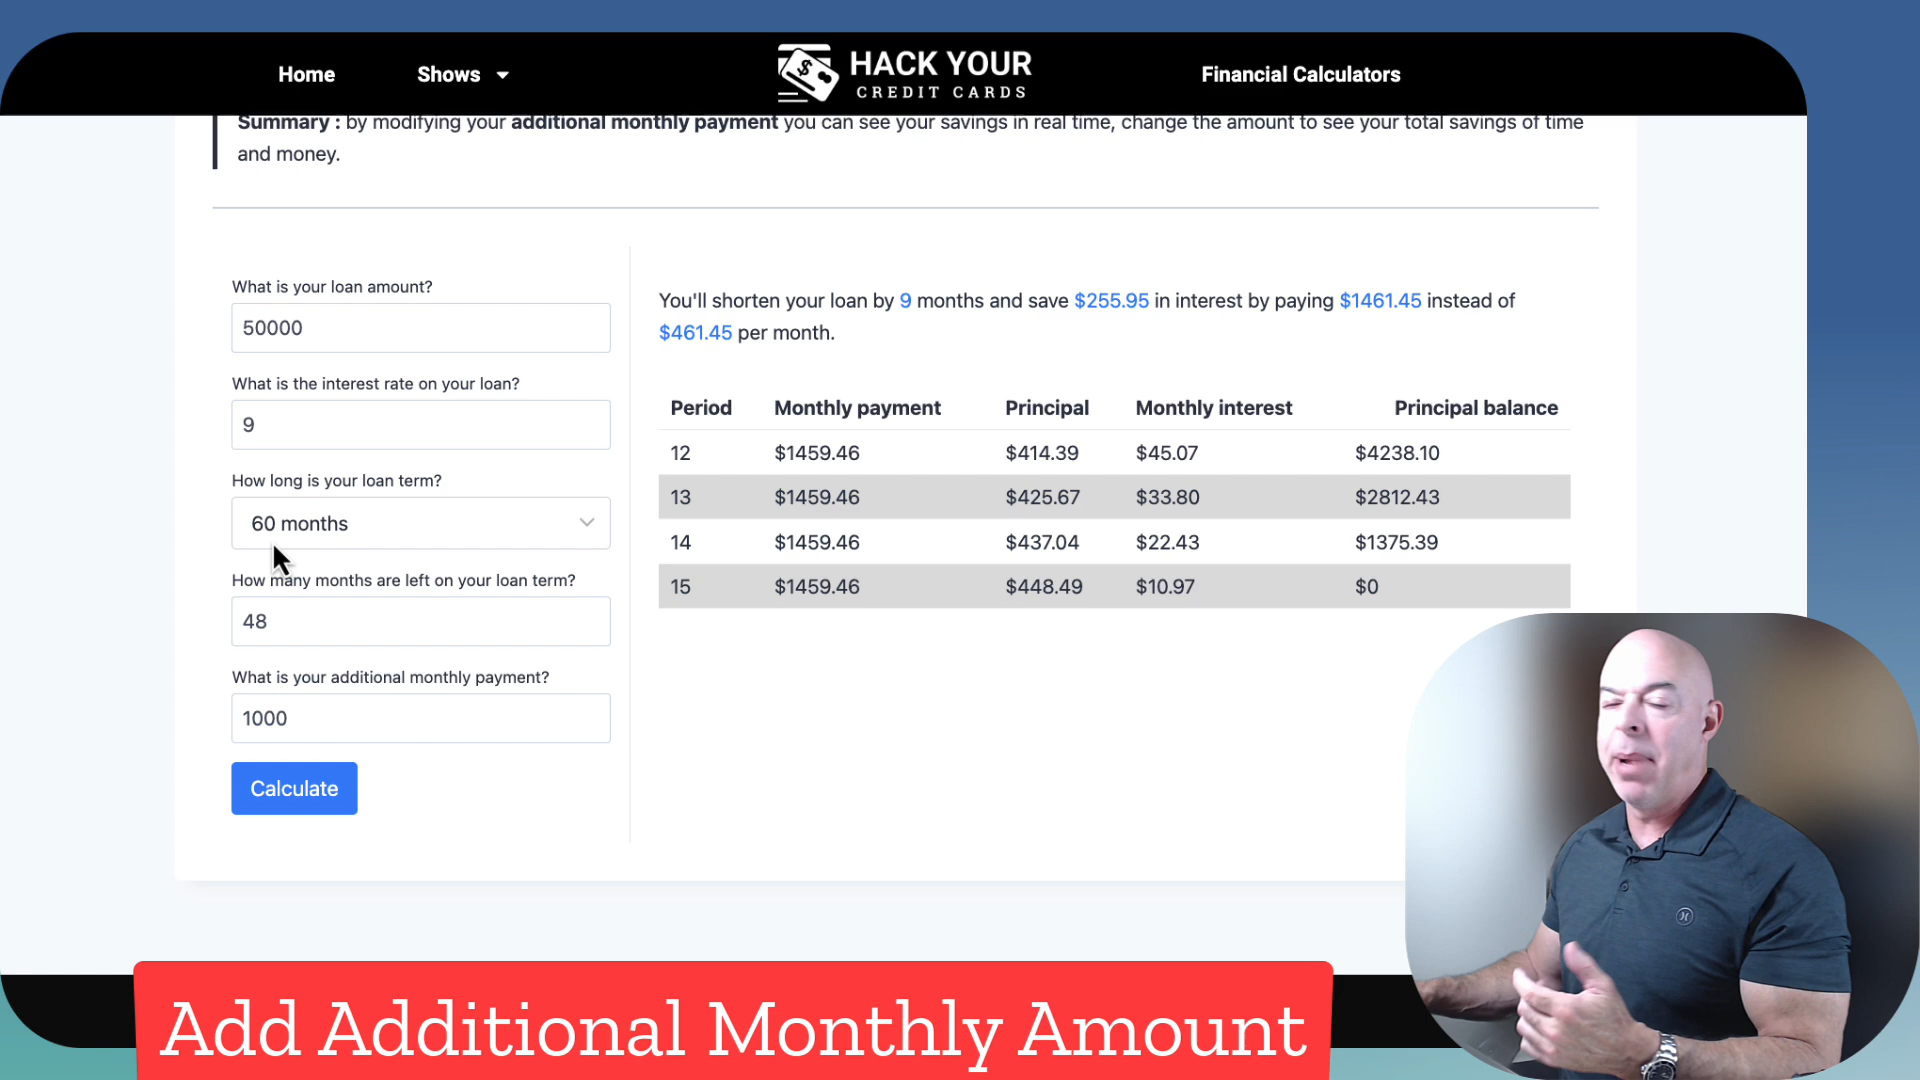 Home
Shows
HACK YOUR
CREDIT CARDS
Financial Calculators
Summary : by modifying your additional monthly payment you can see your savings in real time, change the amount to see your total savings of time
and money.
What is your loan amount?
50000
What is the interest rate on your loan?
9
How long is your loan term?
60 months
How many months are left on your loan term?
48
What is your additional monthly payment?
1000
Calculate
You'll shorten your loan by 9 months and save $255.95 in interest by paying $1461.45 instead of
$461.45 per month.
Period Monthly payment Principal Monthly interest Principal balance
12 $1459.46 $414.39 $45.07 $4238.10
13 $1459.46 $425.67 $33.80 $2812.43
14 $1459.46 $437.04 $22.43 $1375.39
15 $1459.46 $448.49 $10.97 $0
Add Additional Monthly Amount